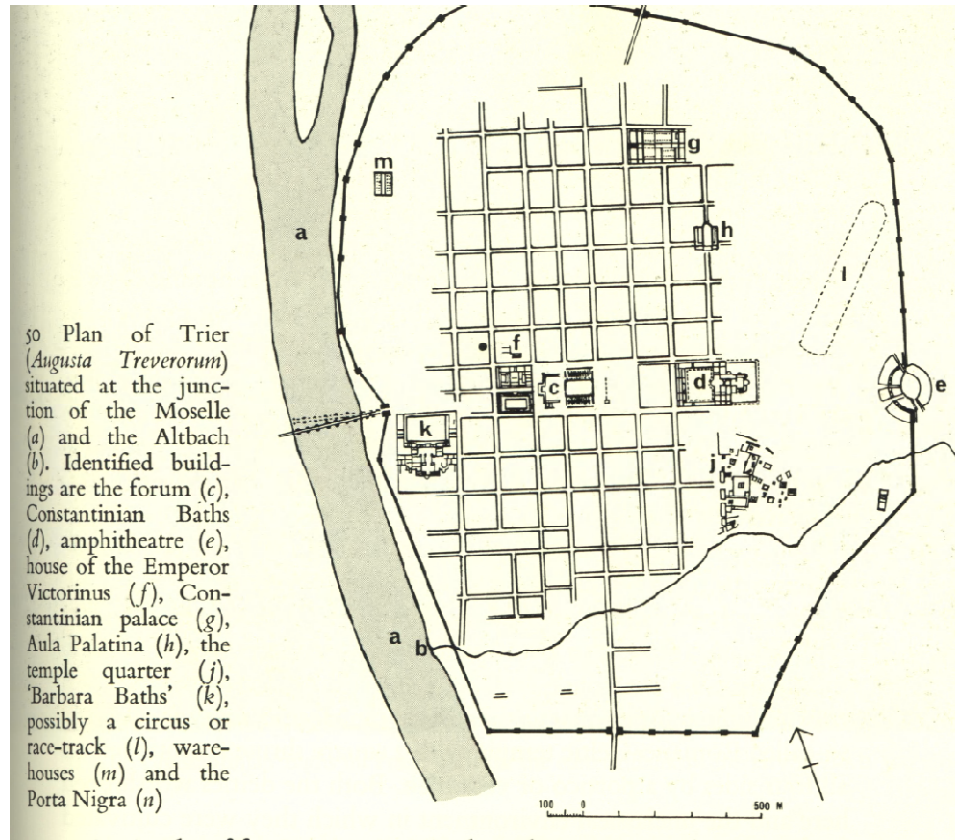 m
g
a
h
l
f
c
d
e
k
j
a
b
50 Plan of Trier
(Augusta Treverorum)
situated at the junc-
tion of the Moselle
(a) and the Altbach
(b). Identified build-
ings are the forum (c),
Constantinian Baths
(d), amphitheatre (e),
house of the Emperor
Victorinus (f), Con-
stantinian palace (g),
Aula Palatina (h), the
temple quarter (j),
'Barbara Baths' (k),
possibly a circus or
race-track (l), ware-
houses (m) and the
Porta Nigra (n)
100 0 500 M